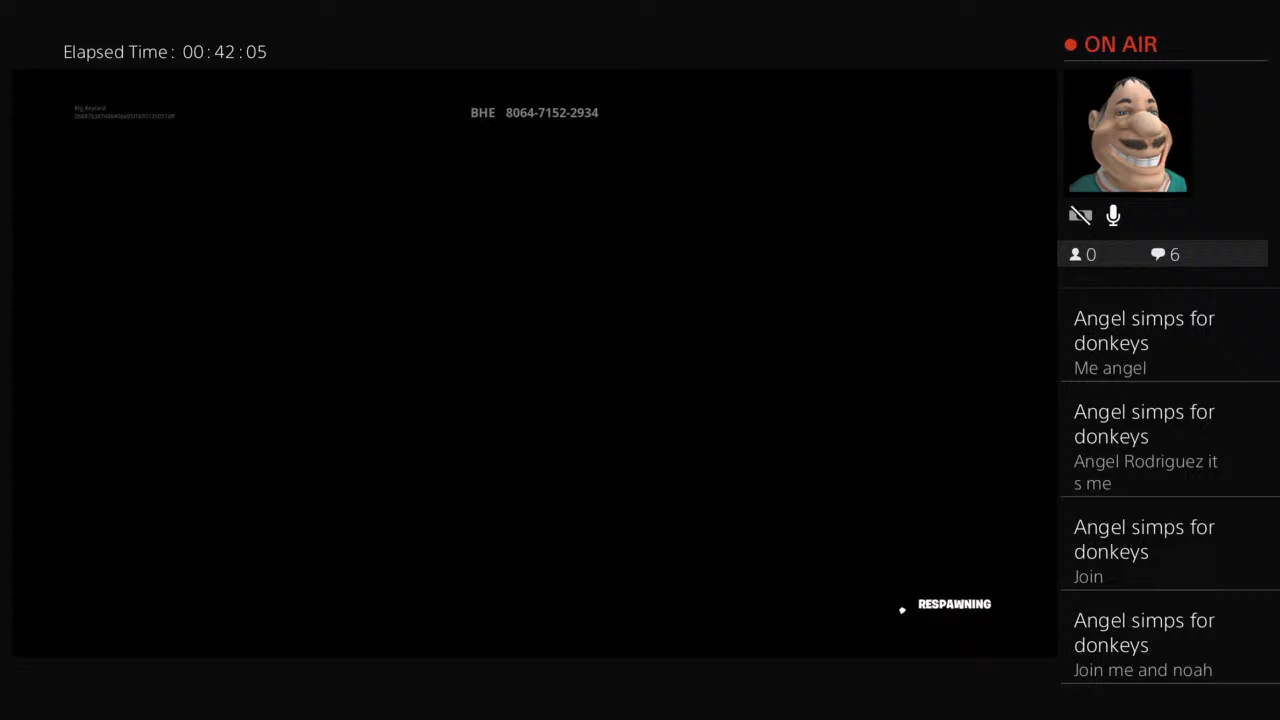 Elapsed Time: 00:42:05
ON AIR
BHE 8064-7152-2934
0
6
Angel simps for
donkeys
Me angel
Angel simps for
donkeys
Angel Rodriguez it
s me
Angel simps for
donkeys
Join
Angel simps for
donkeys
Join me and noah
RESPAWNING